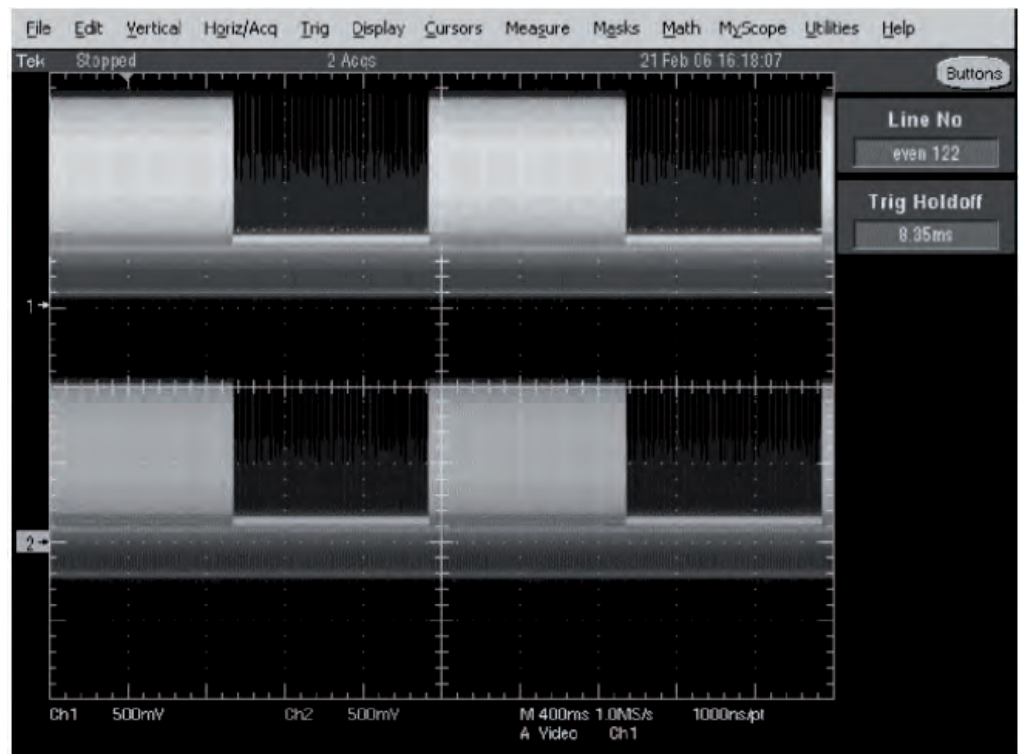 File Edit Vertical Horiz/Acq Trig Display Cursors Measure Masks Math MyScope Utilities Help
Tek Stopped 2 Acqs 21 Feb 06 16:18:07
Buttons
Line No
even 122
Trig Holdoff
8.35ms
1
2
Ch1 500mV Ch2 500mV M 400ms 1.0MS/s 1000ns/pt
A Video Ch1